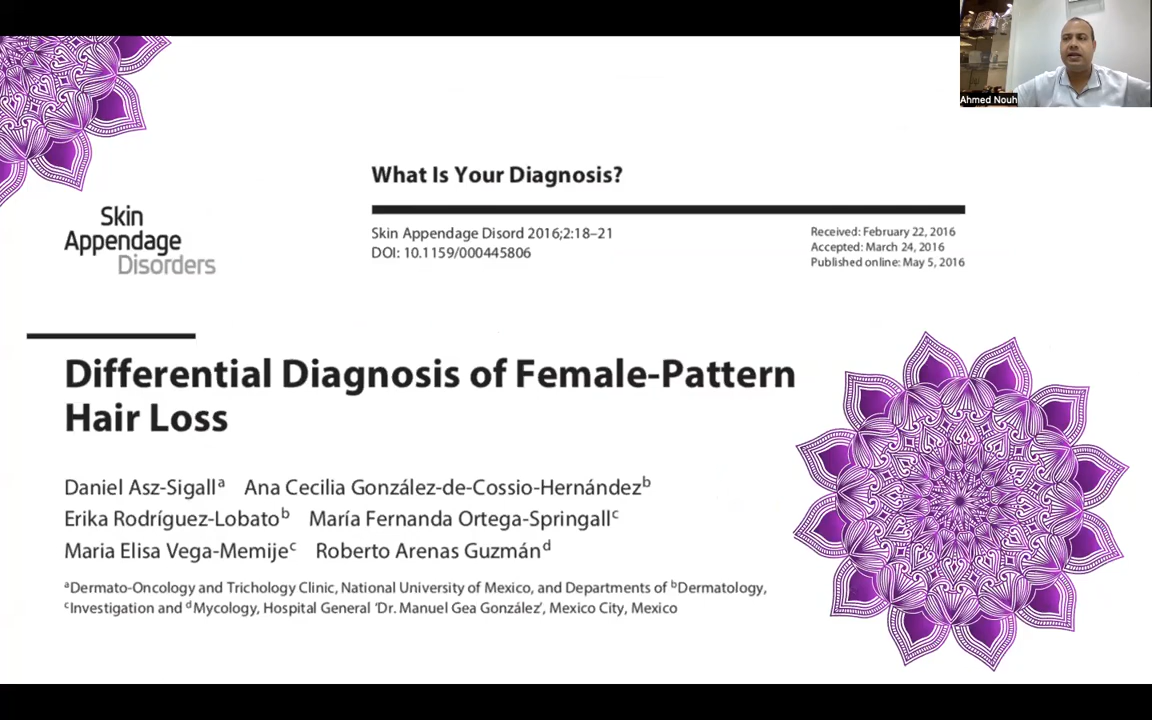 Ahmed Nouh
What Is Your Diagnosis?
Skin
Appendage
Disorders
Skin Appendage Disord 2016;2:18–21
DOI: 10.1159/000445806
Received: February 22, 2016
Accepted: March 24, 2016
Published online: May 5, 2016
Differential Diagnosis of Female-Pattern
Hair Loss
Daniel Asz-Sigallᵃ Ana Cecilia González-de-Cossio-Hernándezᵇ
Erika Rodríguez-Lobatoᵇ María Fernanda Ortega-Springallᶜ
Maria Elisa Vega-Memijeᶜ Roberto Arenas Guzmánᵈ
ᵃDermato-Oncology and Trichology Clinic, National University of Mexico, and Departments of ᵇDermatology,
ᶜInvestigation and ᵈMycology, Hospital General ‘Dr. Manuel Gea González’, Mexico City, Mexico